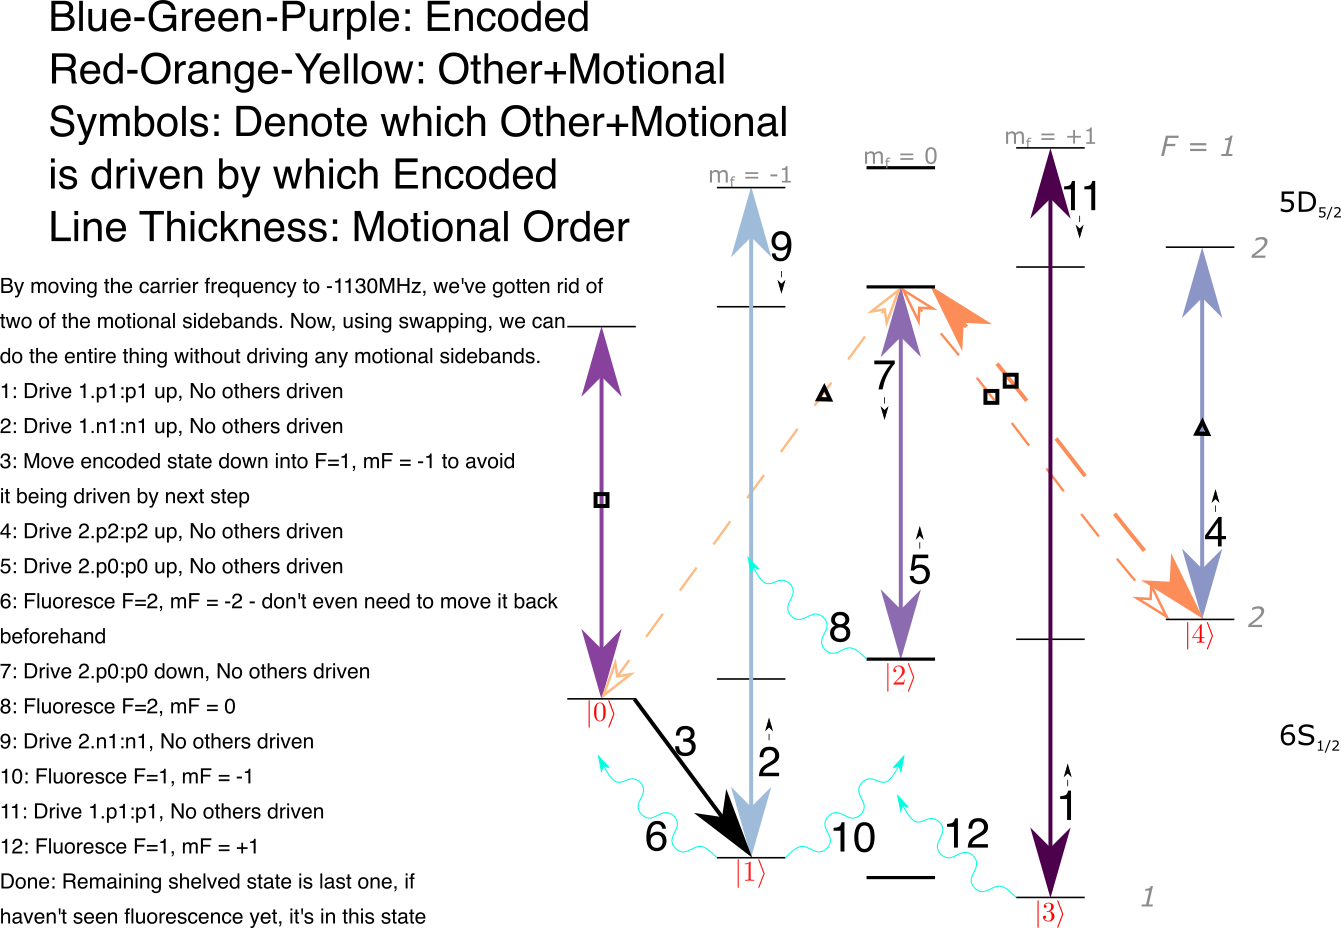 Blue-Green-Purple: Encoded
Red-Orange-Yellow: Other+Motional
Symbols: Denote which Other+Motional
is driven by which Encoded
Line Thickness: Motional Order
By moving the carrier frequency to -1130MHz, we've gotten rid of
two of the motional sidebands. Now, using swapping, we can
do the entire thing without driving any motional sidebands.
1: Drive 1.p1:p1 up, No others driven
2: Drive 1.n1:n1 up, No others driven
3: Move encoded state down into F=1, mF = -1 to avoid
it being driven by next step
4: Drive 2.p2:p2 up, No others driven
5: Drive 2.p0:p0 up, No others driven
6: Fluoresce F=2, mF = -2 - don't even need to move it back
beforehand
7: Drive 2.p0:p0 down, No others driven
8: Fluoresce F=2, mF = 0
9: Drive 2.n1:n1, No others driven
10: Fluoresce F=1, mF = -1
11: Drive 1.p1:p1, No others driven
12: Fluoresce F=1, mF = +1
Done: Remaining shelved state is last one, if
haven't seen fluorescence yet, it's in this state
m_f = -1
m_f = 0
m_f = +1
F = 1
5D_5/2
2
11
9
7
4
5
8
2
|4⟩
|2⟩
|0⟩
3
2
6S_1/2
1
6
10
12
|1⟩
|3⟩
1